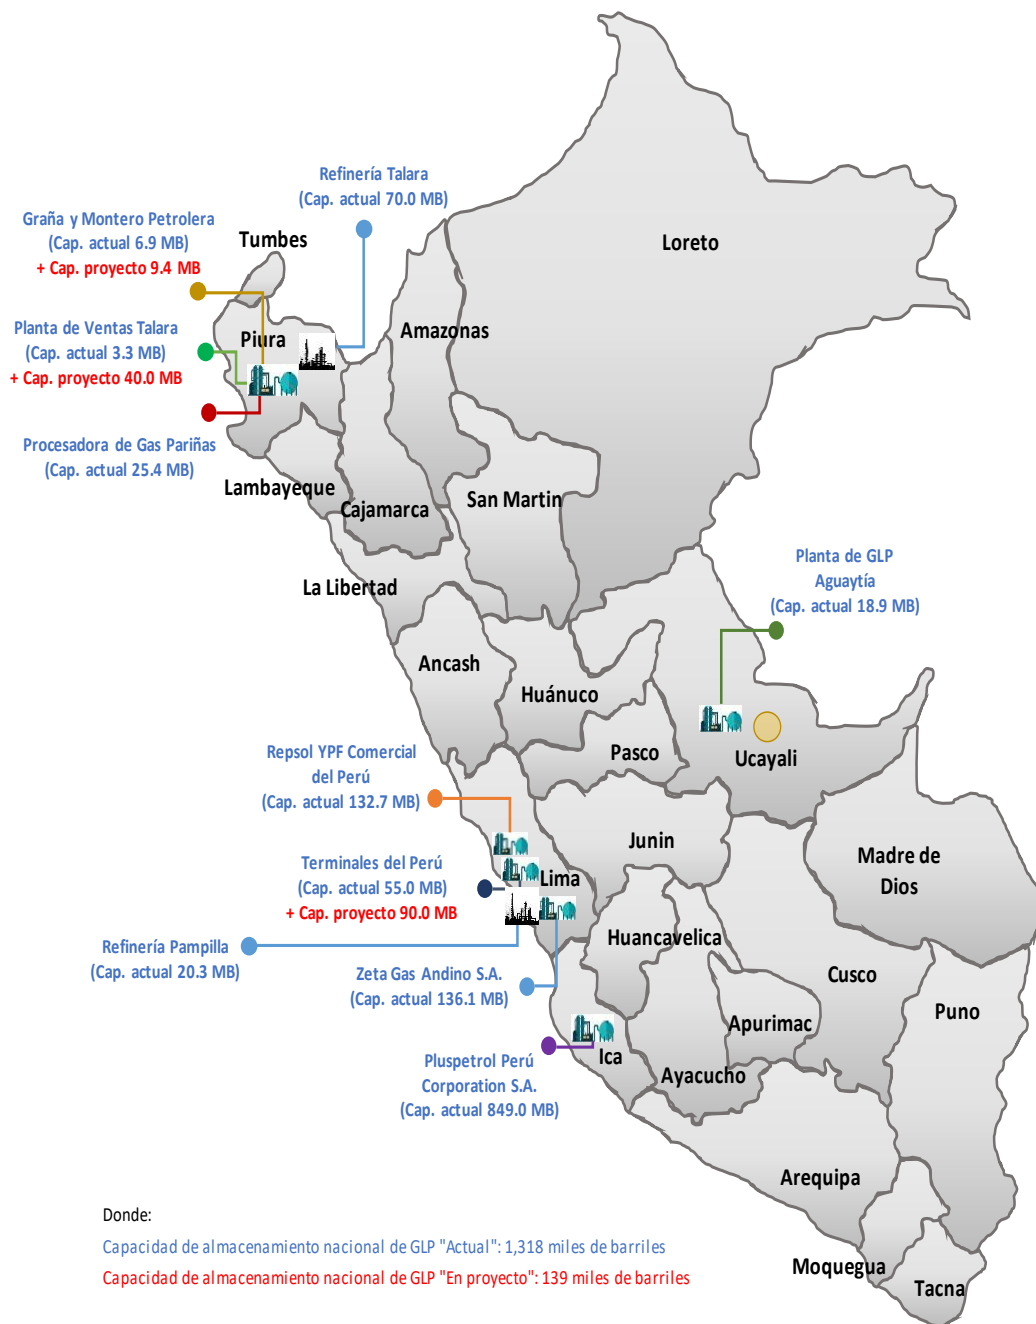 Refinería Talara
(Cap. actual 70.0 MB)
Graña y Montero Petrolera
(Cap. actual 6.9 MB)
+ Cap. proyecto 9.4 MB
Tumbes
Loreto
Planta de Ventas Talara
(Cap. actual 3.3 MB)
+ Cap. proyecto 40.0 MB
Piura
Amazonas
Procesadora de Gas Pariñas
(Cap. actual 25.4 MB)
Lambayeque
Cajamarca
San Martin
La Libertad
Planta de GLP
Aguaytía
(Cap. actual 18.9 MB)
Ancash
Huánuco
Pasco
Ucayali
Repsol YPF Comercial
del Perú
(Cap. actual 132.7 MB)
Junin
Madre de
Dios
Terminales del Perú
(Cap. actual 55.0 MB)
+ Cap. proyecto 90.0 MB
Lima
Refinería Pampilla
(Cap. actual 20.3 MB)
Huancavelica
Zeta Gas Andino S.A.
(Cap. actual 136.1 MB)
Cusco
Puno
Apurimac
Ica
Ayacucho
Pluspetrol Perú
Corporation S.A.
(Cap. actual 849.0 MB)
Arequipa
Moquegua
Tacna
Donde:
Capacidad de almacenamiento nacional de GLP "Actual": 1,318 miles de barriles
Capacidad de almacenamiento nacional de GLP "En proyecto": 139 miles de barriles